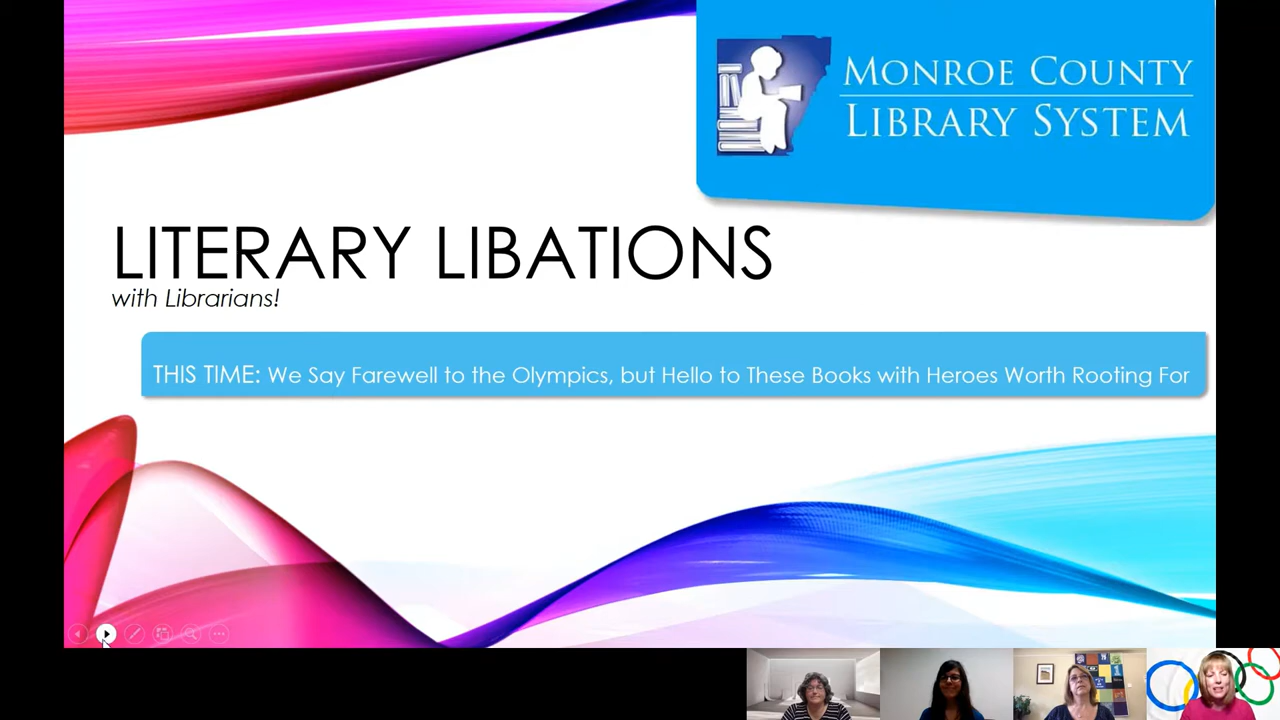 MONROE COUNTY
LIBRARY SYSTEM
LITERARY LIBATIONS
with Librarians!
THIS TIME: We Say Farewell to the Olympics, but Hello to These Books with Heroes Worth Rooting For